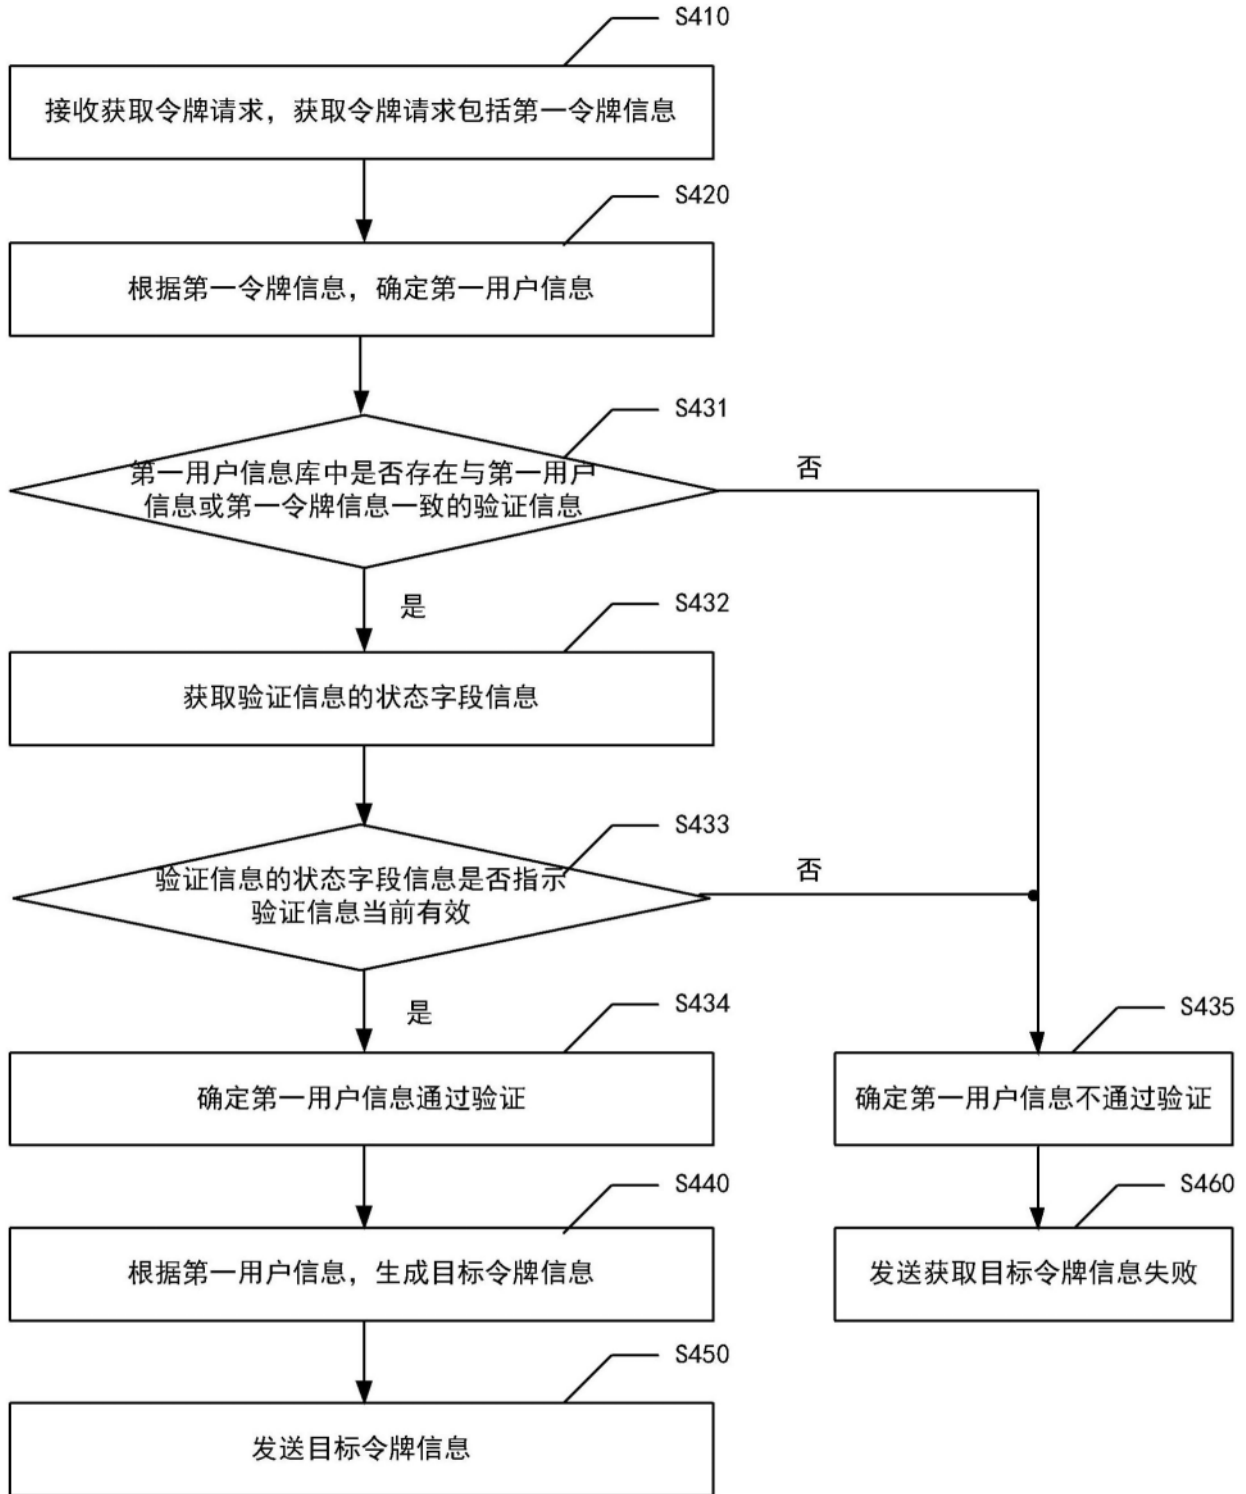 S410
接收获取令牌请求，获取令牌请求包括第一令牌信息
S420
根据第一令牌信息，确定第一用户信息
S431
第一用户信息库中是否存在与第一用户
信息或第一令牌信息一致的验证信息
否
是
S432
获取验证信息的状态字段信息
S433
验证信息的状态字段信息是否指示
验证信息当前有效
否
是
S434
确定第一用户信息通过验证
S435
确定第一用户信息不通过验证
S440
根据第一用户信息，生成目标令牌信息
S460
发送获取目标令牌信息失败
S450
发送目标令牌信息